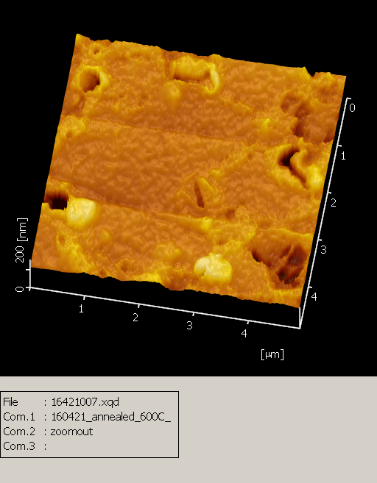 0
1
2
3
4
200 [nm]
0
1
2
3
4
[μm]
File : 16421007.xqd
Com.1 : 160421_annealed_600C_
Com.2 : zoomout
Com.3 :